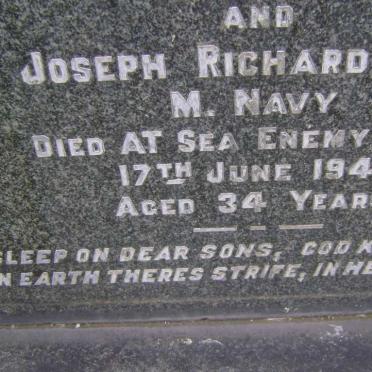 AND
JOSEPH RICHARD
M. NAVY
DIED AT SEA ENEMY
17TH JUNE 194
AGED 34 YEARS
SLEEP ON DEAR SONS, GOD K
N EARTH THERES STRIFE, IN HE